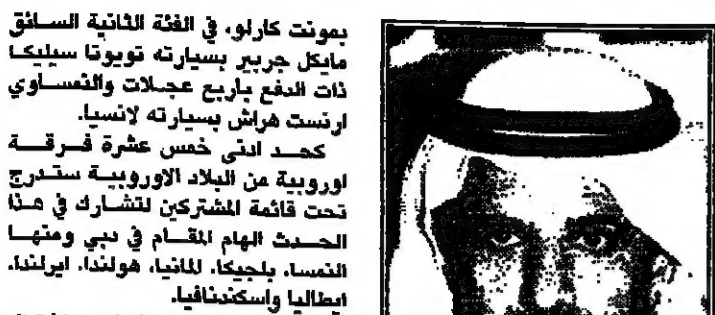 بمونت كارلو، في الفئة الثانية السائق
مايكل جربير بسيارته تويوتا سيليكا
ذات الدفع باربع عجلات والنمساوي
ارنست هراش بسيارته لانسيا.
كحد ادنى خمس عشرة فرقة
اوروبية من البلاد الاوروبية ستدرج
تحت قائمة المشتركين لتشارك في هذا
الحدث الهام المقام في دبي ومنها
النمسا، بلجيكا، المانيا، هولندا، ايرلندا،
ايطاليا واسكندنافيا.